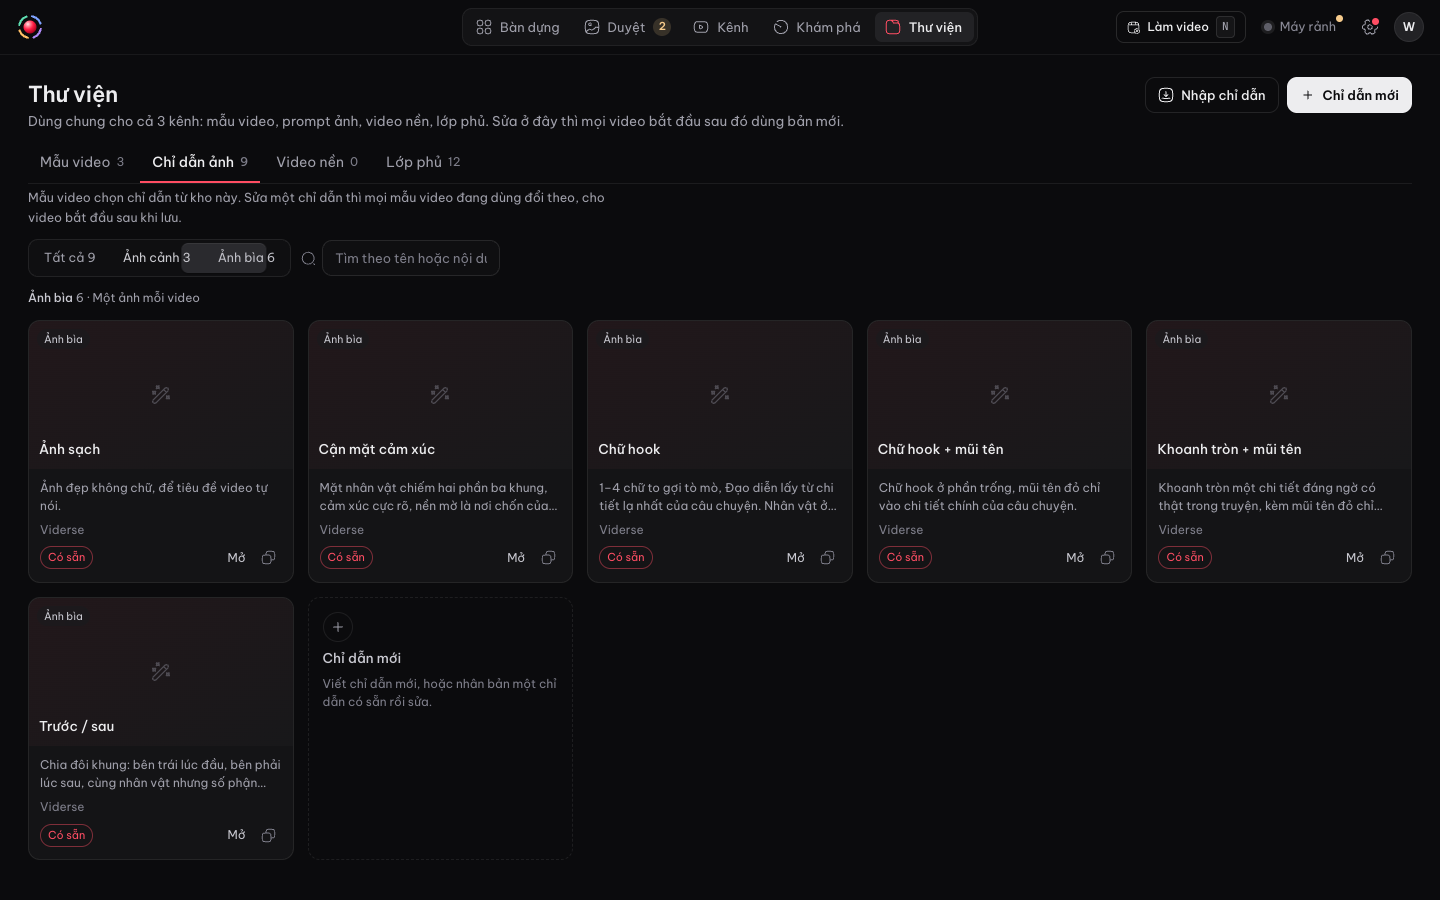 Bàn dựng
Duyệt 2
Kênh
Khám phá
Thư viện
Làm video N
Máy rảnh
W
Thư viện
Dùng chung cho cả 3 kênh: mẫu video, prompt ảnh, video nền, lớp phủ. Sửa ở đây thì mọi video bắt đầu sau đó dùng bản mới.
Nhập chỉ dẫn
Chỉ dẫn mới
Mẫu video 3
Chỉ dẫn ảnh 9
Video nền 0
Lớp phủ 12
Mẫu video chọn chỉ dẫn từ kho này. Sửa một chỉ dẫn thì mọi mẫu video đang dùng đổi theo, cho
video bắt đầu sau khi lưu.
Tất cả 9
Ảnh cảnh 3
Ảnh bìa 6
Tìm theo tên hoặc nội
Ảnh bìa 6 · Một ảnh mỗi video
Ảnh bìa
Ảnh sạch
Ảnh đẹp không chữ, để tiêu đề video tự
nói.
Viderse
Có sẵn
Mở
Ảnh bìa
Cận mặt cảm xúc
Mặt nhân vật chiếm hai phần ba khung,
cảm xúc cực rõ, nền mờ là nơi chốn của...
Viderse
Có sẵn
Mở
Ảnh bìa
Chữ hook
1–4 chữ to gợi tò mò, Đạo diễn lấy từ chi
tiết lạ nhất của câu chuyện. Nhân vật ở...
Viderse
Có sẵn
Mở
Ảnh bìa
Chữ hook + mũi tên
Chữ hook ở phần trống, mũi tên đỏ chỉ
vào chi tiết chính của câu chuyện.
Viderse
Có sẵn
Mở
Ảnh bìa
Khoanh tròn + mũi tên
Khoanh tròn một chi tiết đáng ngờ có
thật trong truyện, kèm mũi tên đỏ chỉ...
Viderse
Có sẵn
Mở
Ảnh bìa
Trước / sau
Chia đôi khung: bên trái lúc đầu, bên phải
lúc sau, cùng nhân vật nhưng số phận...
Viderse
Có sẵn
Mở
Chỉ dẫn mới
Viết chỉ dẫn mới, hoặc nhân bản một chỉ
dẫn có sẵn rồi sửa.